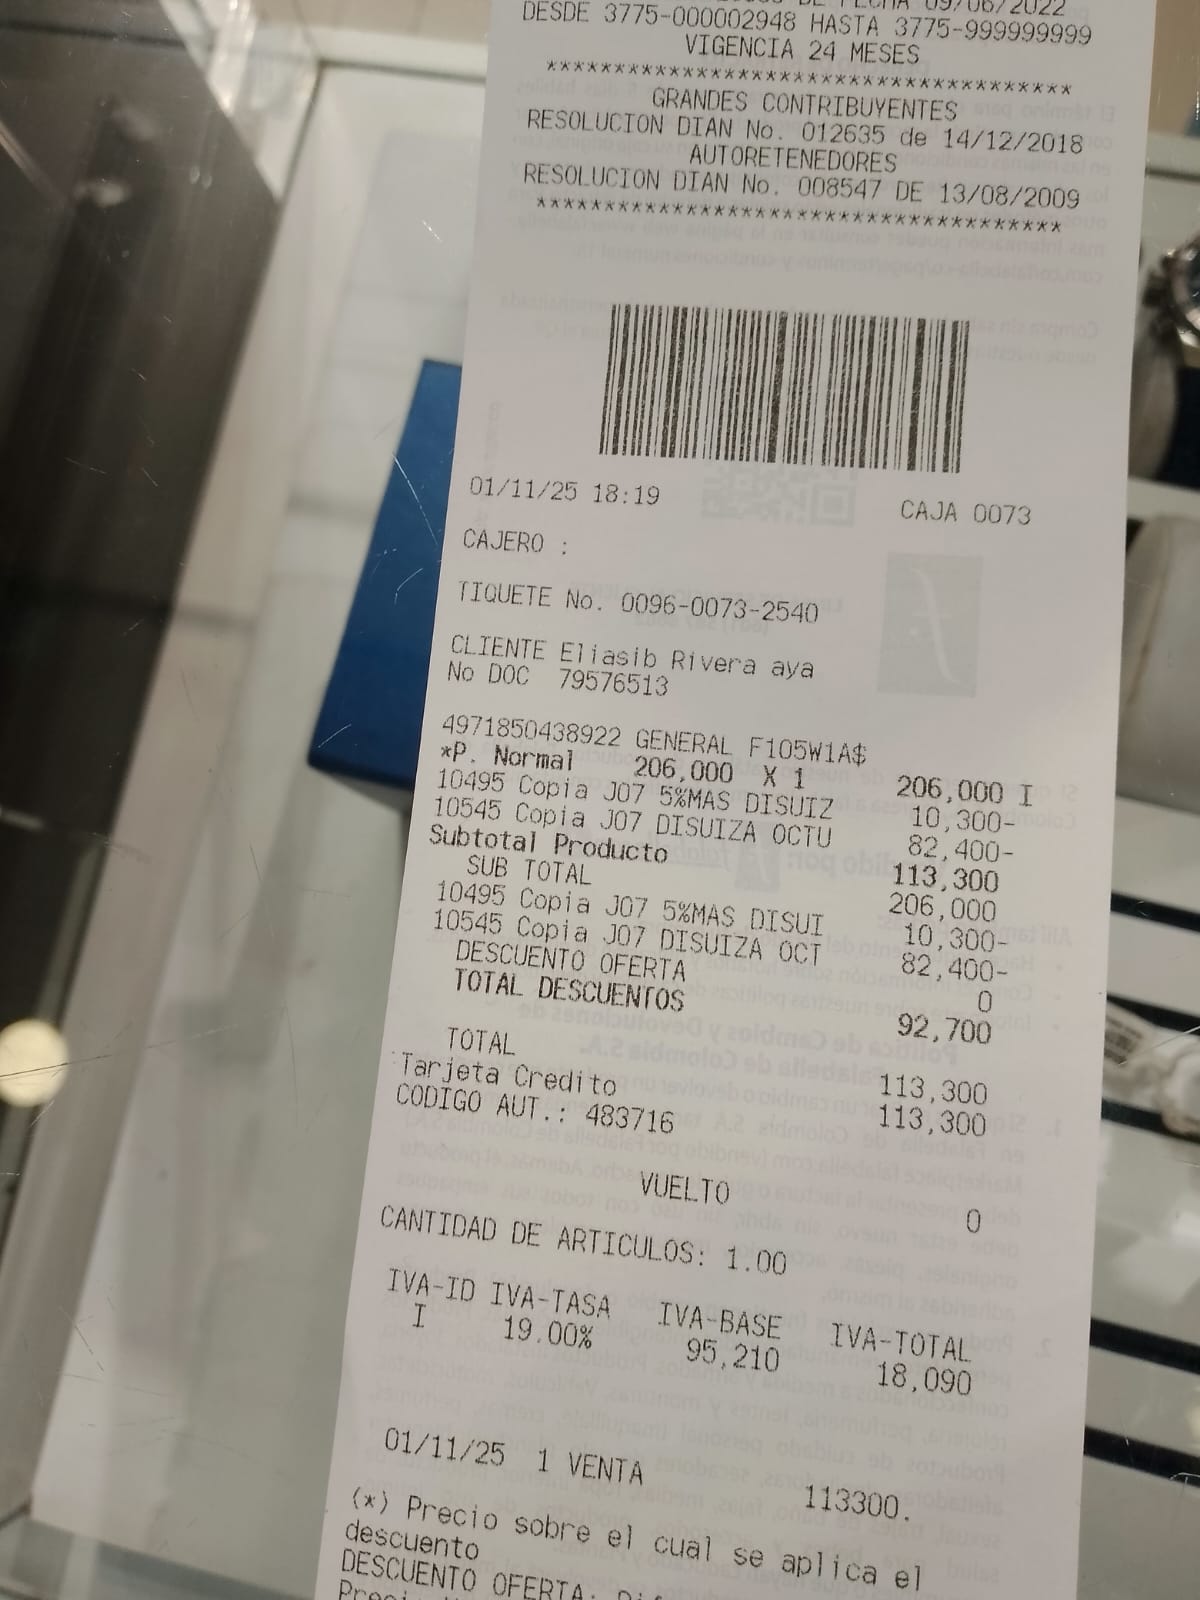 DE FECHA 09/06/2022
DESDE 3775-000002948 HASTA 3775-999999999
VIGENCIA 24 MESES
**************************************
GRANDES CONTRIBUYENTES
RESOLUCION DIAN No. 012635 de 14/12/2018
AUTORETENEDORES
RESOLUCION DIAN No. 008547 DE 13/08/2009
**************************************
01/11/25 18:19 CAJA 0073
CAJERO :
TIQUETE No. 0096-0073-2540
CLIENTE Eliasib Rivera aya
No DOC 79576513
4971850438922 GENERAL F105W1A$
*P. Normal 206,000 X 1 206,000 I
10495 Copia J07 5%MAS DISUIZ 10,300-
10545 Copia J07 DISUIZA OCTU 82,400-
Subtotal Producto 113,300
SUB TOTAL 206,000
10495 Copia J07 5%MAS DISUI 10,300-
10545 Copia J07 DISUIZA OCT 82,400-
DESCUENTO OFERTA 0
TOTAL DESCUENTOS 92,700
TOTAL 113,300
Tarjeta Credito 113,300
CODIGO AUT.: 483716
VUELTO 0
CANTIDAD DE ARTICULOS: 1.00
IVA-ID IVA-TASA IVA-BASE IVA-TOTAL
I 19.00% 95,210 18,090
01/11/25 1 VENTA 113300.
(*) Precio sobre el cual se aplica el
descuento
DESCUENTO OFERTA: